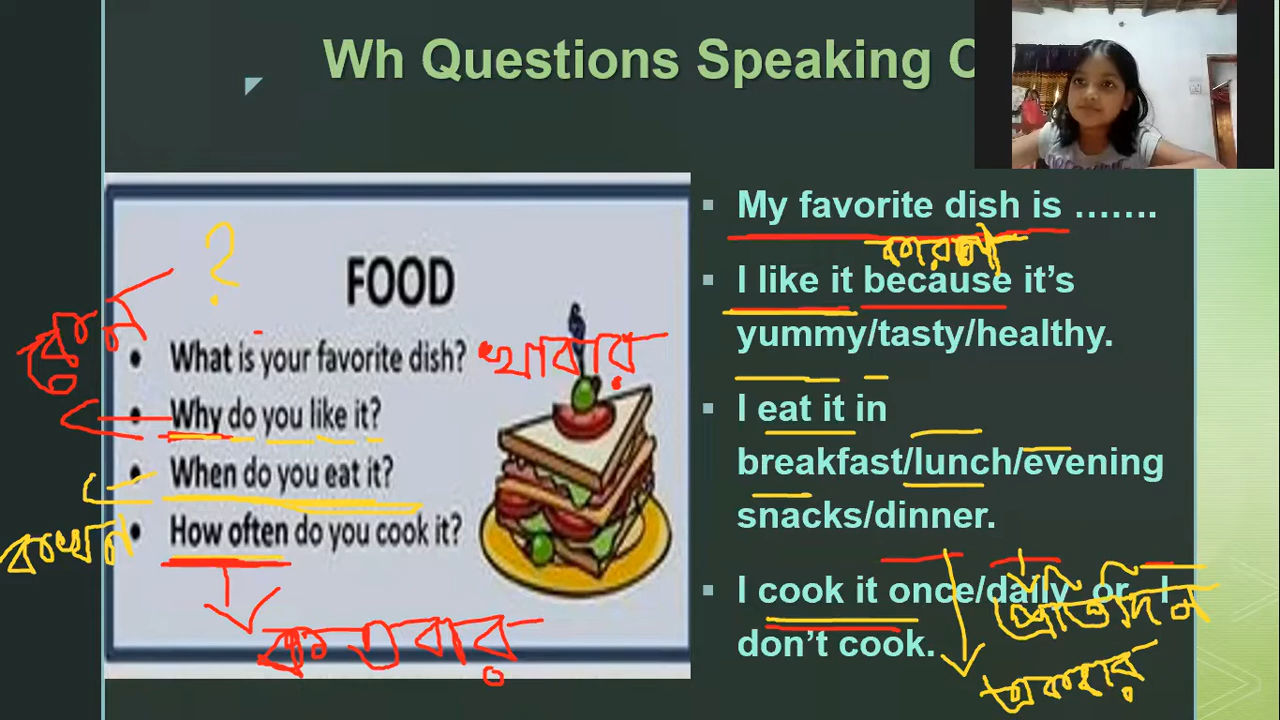 Wh Questions Speaking C
FOOD
What is your favorite dish?
Why do you like it?
When do you eat it?
How often do you cook it?
?
কেন
খাবার
কখন
কতবার
My favorite dish is …….
কারণ
I like it because it's
yummy/tasty/healthy.
I eat it in
breakfast/lunch/evening
snacks/dinner.
I cook it once/daily or I
don't cook.
প্রতিদিন